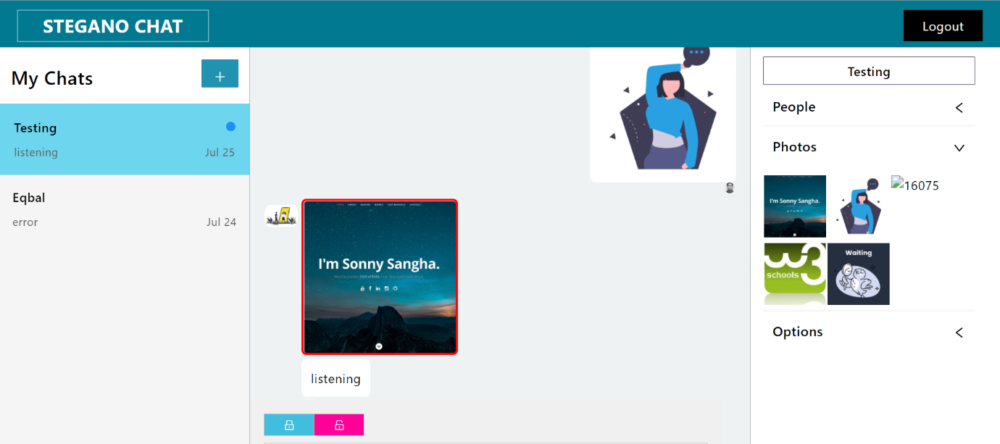 STEGANO CHAT
Logout
My Chats
+
Testing
listening
Jul 25
Eqbal
error
Jul 24
I'm Sonny Sangha.
listening
Testing
People
Photos
I'm Sonny Sangha.
16075
w3
schools
Waiting
Options